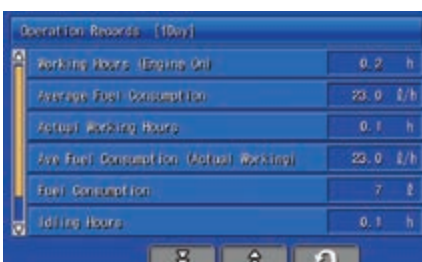 Operation Records [1Day]
Working Hours (Engine On) 0.2 h
Average Fuel Consumption 23.0 ℓ/h
Actual Working Hours 0.1 h
Ave Fuel Consumption (Actual Working) 23.0 ℓ/h
Fuel Consumption 7 ℓ
Idling Hours 0.1 h